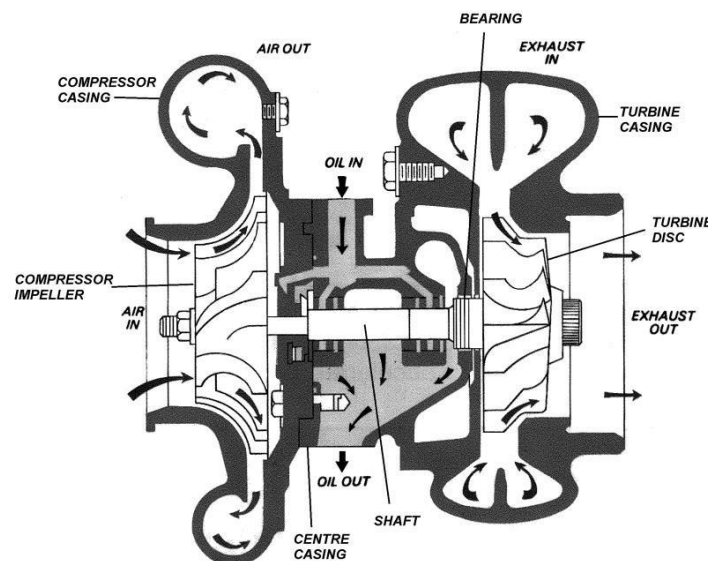 BEARING
AIR OUT
EXHAUST
IN
COMPRESSOR
CASING
TURBINE
CASING
OIL IN
TURBINE
DISC
COMPRESSOR
IMPELLER
AIR
IN
EXHAUST
OUT
OIL OUT
SHAFT
CENTRE
CASING